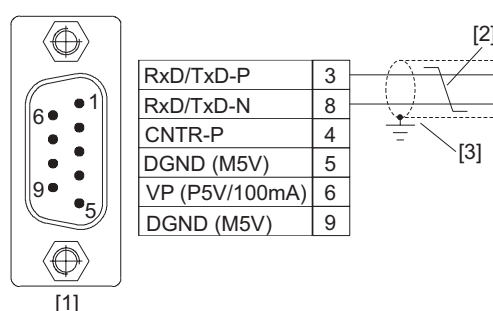 [2]
1
6
9
5
RxD/TxD-P 3
RxD/TxD-N 8
CNTR-P 4
DGND (M5V) 5
VP (P5V/100mA) 6
DGND (M5V) 9
[3]
[1]